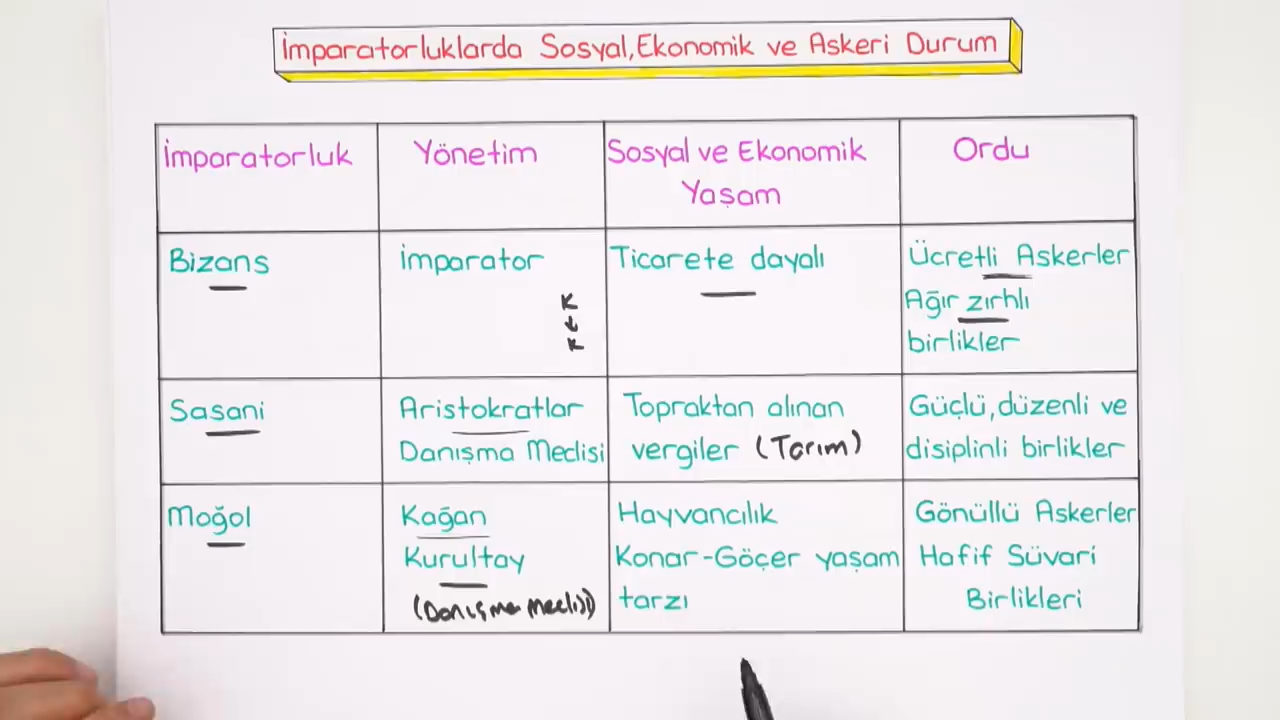 İmparatorluklarda Sosyal,Ekonomik ve Askeri Durum
İmparatorluk
Yönetim
Sosyal ve Ekonomik
Yaşam
Ordu
Bizans
İmparator
K
K
Ticarete dayalı
Ücretli Askerler
Ağır zırhlı
birlikler
Sasani
Aristokratlar
Danışma Meclisi
Topraktan alınan
vergiler (Tarım)
Güçlü,düzenli ve
disiplinli birlikler
Moğol
Kağan
Kurultay
(Danışma meclisi)
Hayvancılık
Konar-Göçer yaşam
tarzı
Gönüllü Askerler
Hafif Süvari
Birlikleri